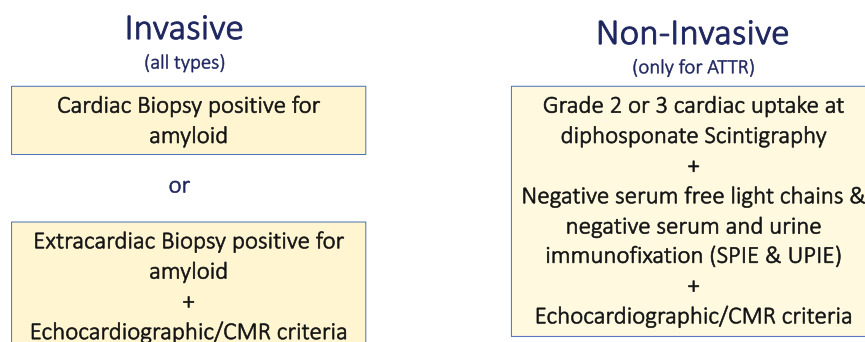 Invasive
(all types)
Cardiac Biopsy positive for
amyloid
or
Extracardiac Biopsy positive for
amyloid
+
Echocardiographic/CMR criteria
Non-Invasive
(only for ATTR)
Grade 2 or 3 cardiac uptake at
diphosponate Scintigraphy
+
Negative serum free light chains &
negative serum and urine
immunofixation (SPIE & UPIE)
+
Echocardiographic/CMR criteria